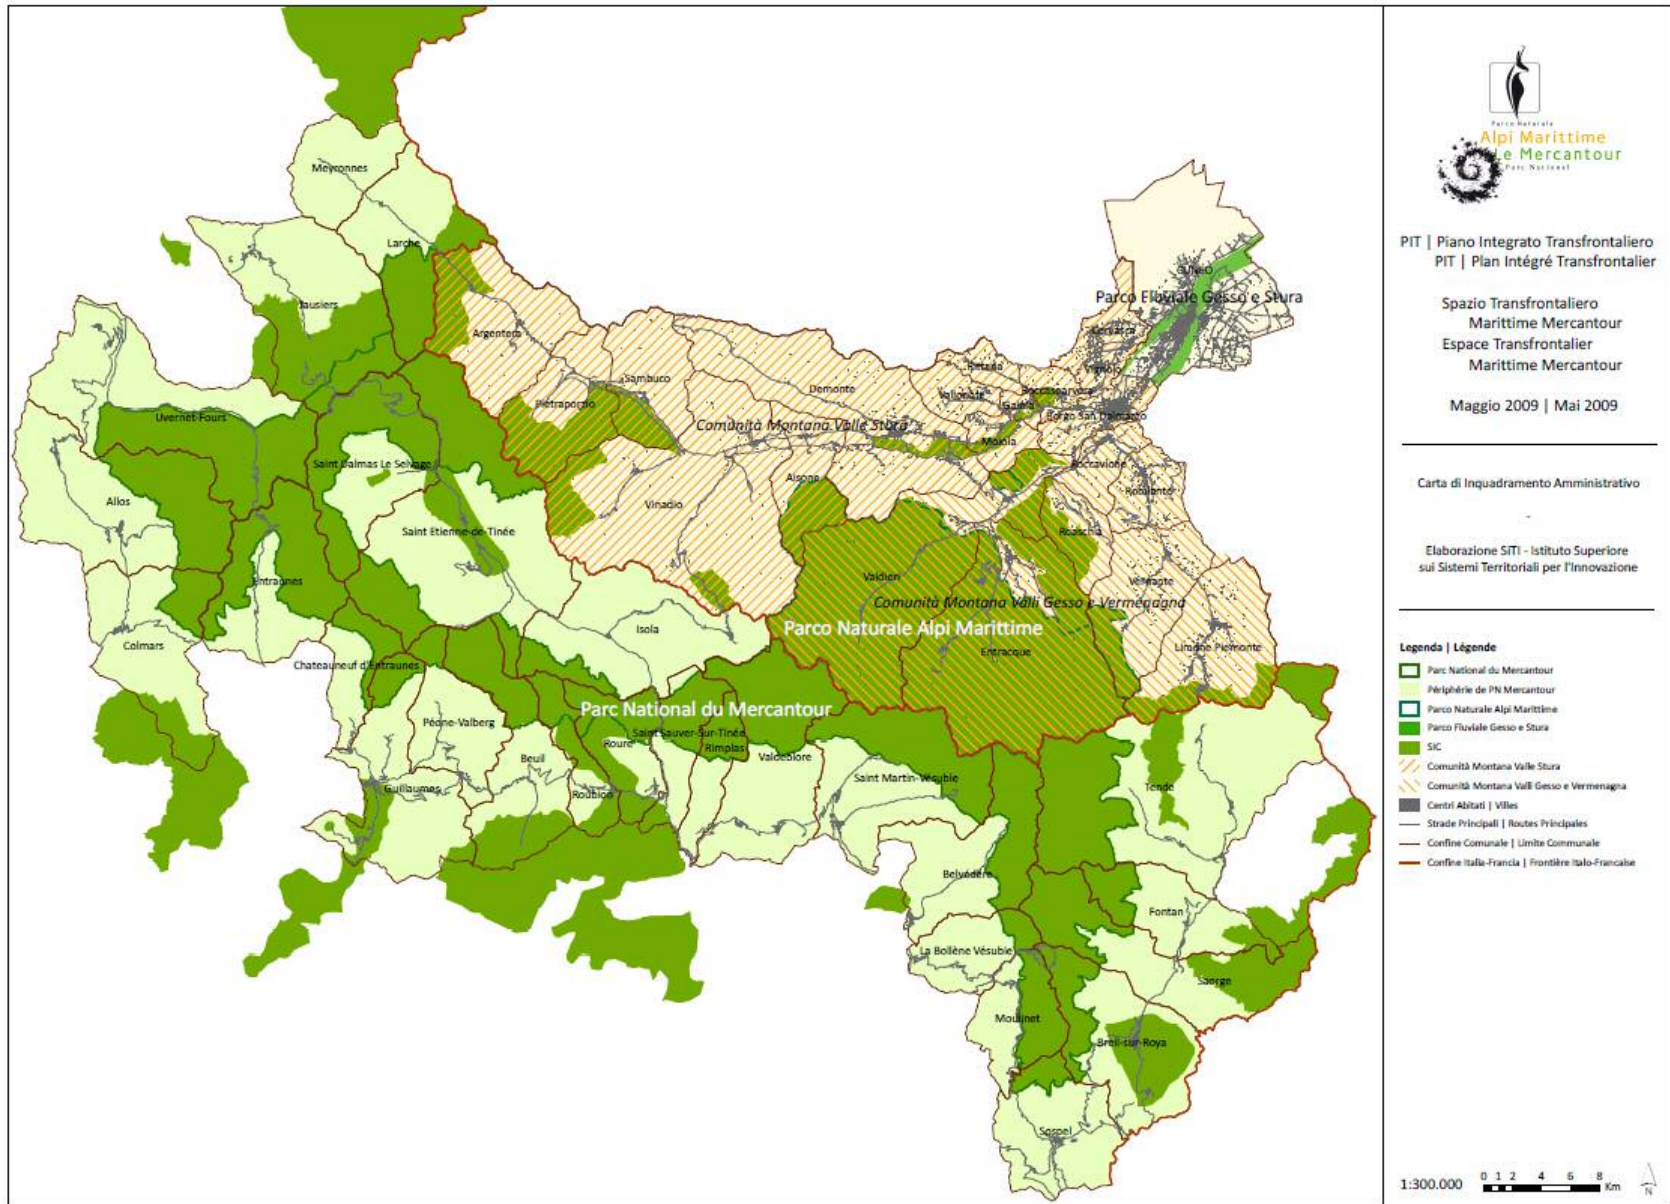 Meyronnes
Larche
Jausiers
Argentera
Uvernet-Fours
Allos
Colmars
Saint Dalmas Le Selvage
Saint Etienne-de-Tinée
Entraunes
Chateauneuf d'Entraunes
Péone-Valberg
Guillaumes
Beuil
Roubion
Roure
Isola
Parc National du Mercantour
Saint Sauver-Sur-Tinée
Rimplas
Valdeblore
Saint Martin-Vésubie
Belvédère
La Bollène Vésubie
Moulinet
Sospel
Breil-sur-Roya
Saorge
Fontan
Tende
Pietraporzio
Sambuco
Demonte
Comunità Montana Valle Stura
Vinadio
Aisone
Moiola
Gaiola
Valloriate
Rittana
Roccasparvera
Borgo San Dalmazzo
Vignolo
Cervasca
CUNEO
Parco Fluviale Gesso e Stura
Roccavione
Robilante
Roaschia
Vernante
Limone Piemonte
Valdieri
Comunità Montana Valli Gesso e Vermenagna
Parco Naturale Alpi Marittime
Entracque
Parco Naturale
Alpi Marittime
Le Mercantour
Parc National
PIT | Piano Integrato Transfrontaliero
PIT | Plan Intégré Transfrontalier
Spazio Transfrontaliero
Marittime Mercantour
Espace Transfrontalier
Marittime Mercantour
Maggio 2009 | Mai 2009
Carta di Inquadramento Amministrativo
-
Elaborazione SiTI - Istituto Superiore
sui Sistemi Territoriali per l'Innovazione
Legenda | Légende
Parc National du Mercantour
Périphérie de PN Mercantour
Parco Naturale Alpi Marittime
Parco Fluviale Gesso e Stura
SIC
Comunità Montana Valle Stura
Comunità Montana Valli Gesso e Vermenagna
Centri Abitati | Villes
Strade Principali | Routes Principales
Confine Comunale | Limite Communale
Confine Italia-Francia | Frontière Italo-Francaise
1:300.000
0 1 2 4 6 8
Km
N